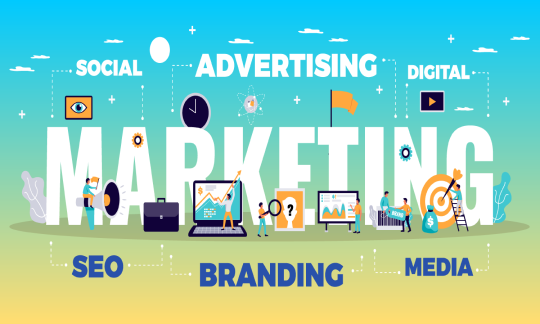 SOCIAL
ADVERTISING
DIGITAL
MARKETING
?
$
SEO
BRANDING
MEDIA